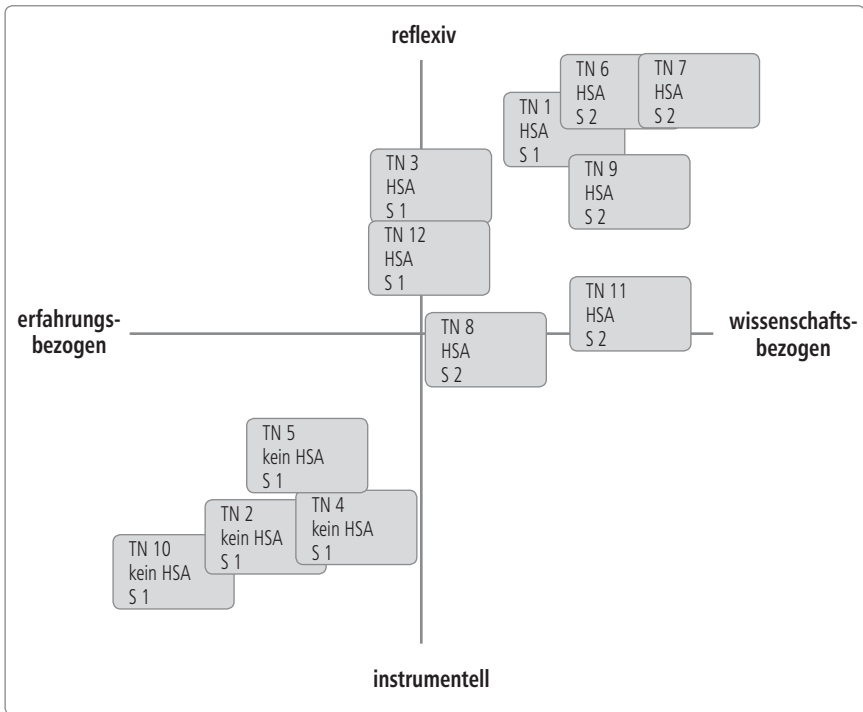 reflexiv
TN 6
HSA
S 2
TN 7
HSA
S 2
TN 1
HSA
S 1
TN 3
HSA
S 1
TN 9
HSA
S 2
TN 12
HSA
S 1
TN 11
HSA
S 2
erfahrungs-
bezogen
TN 8
HSA
S 2
wissenschafts-
bezogen
TN 5
kein HSA
S 1
TN 4
kein HSA
S 1
TN 2
kein HSA
S 1
TN 10
kein HSA
S 1
instrumentell